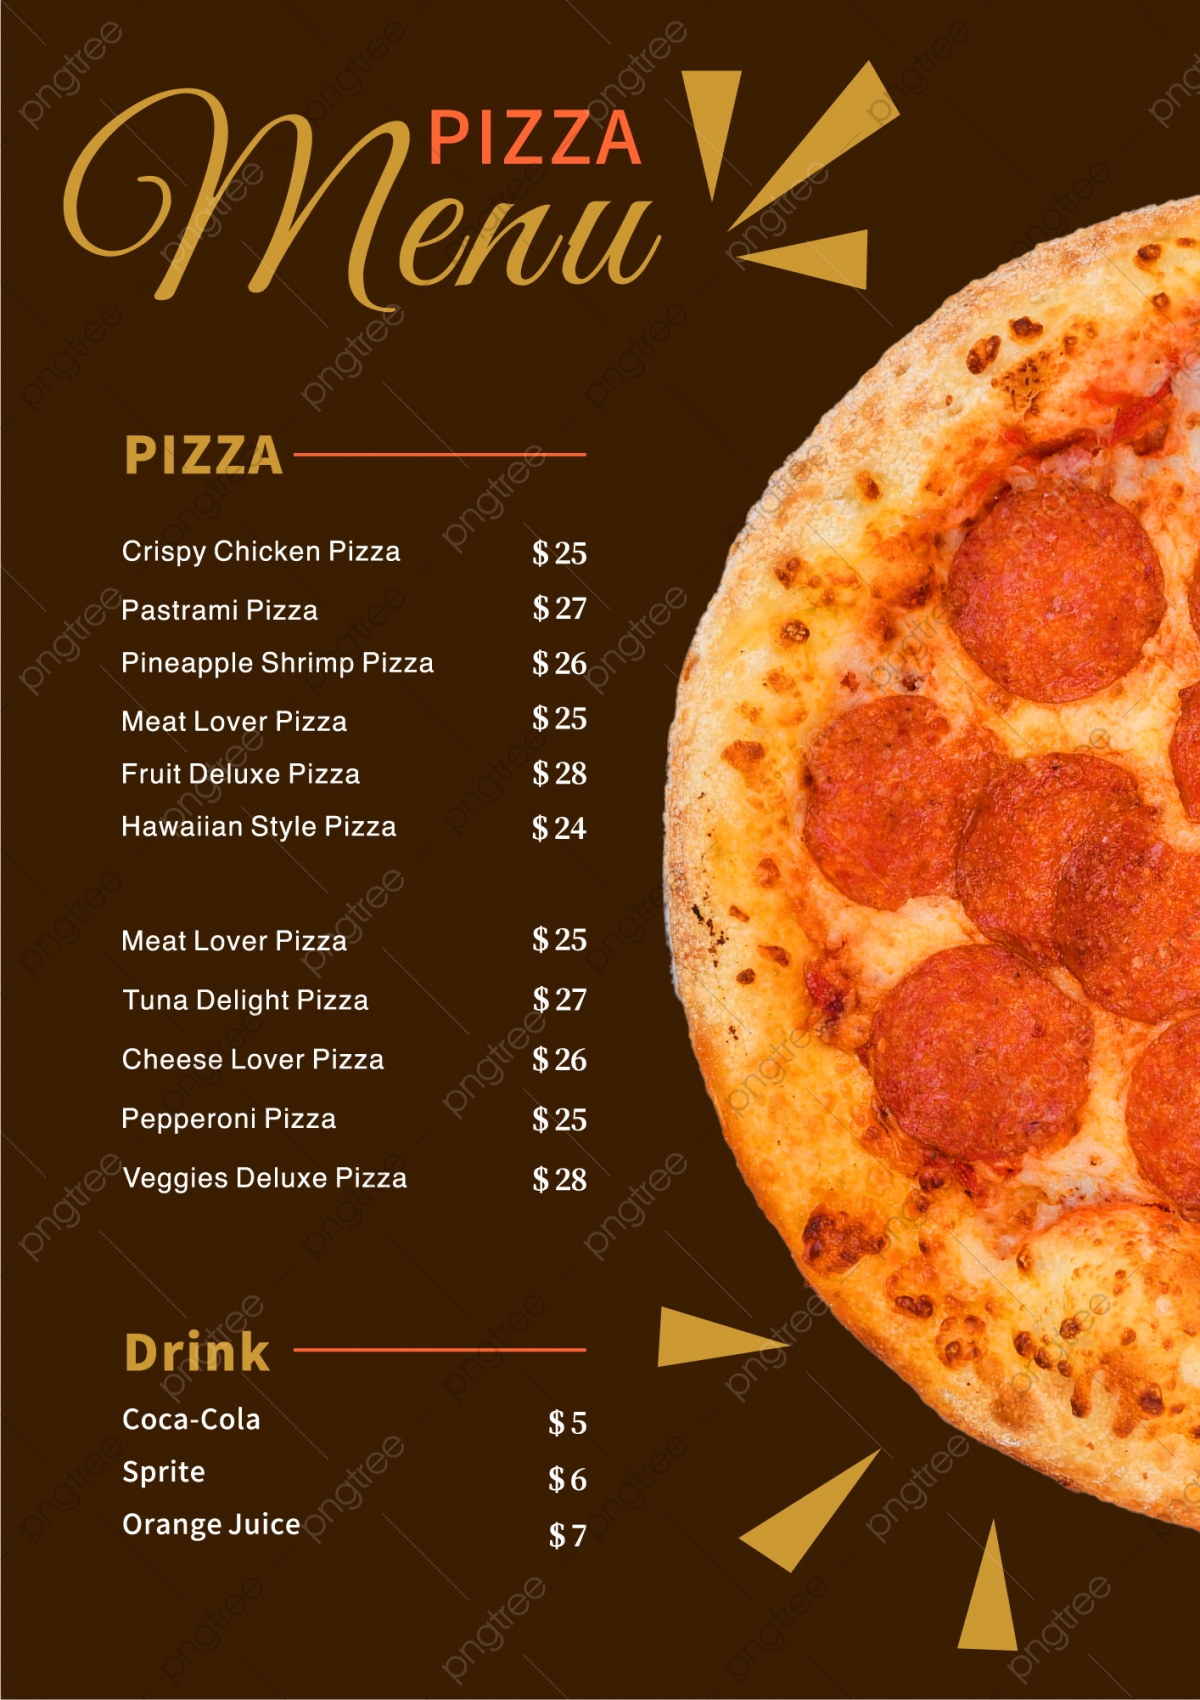 PIZZA
Menu
PIZZA
Crispy Chicken Pizza $25
Pastrami Pizza $27
Pineapple Shrimp Pizza $26
Meat Lover Pizza $25
Fruit Deluxe Pizza $28
Hawaiian Style Pizza $24
Meat Lover Pizza $25
Tuna Delight Pizza $27
Cheese Lover Pizza $26
Pepperoni Pizza $25
Veggies Deluxe Pizza $28
Drink
Coca-Cola $5
Sprite $6
Orange Juice $7
pngtree